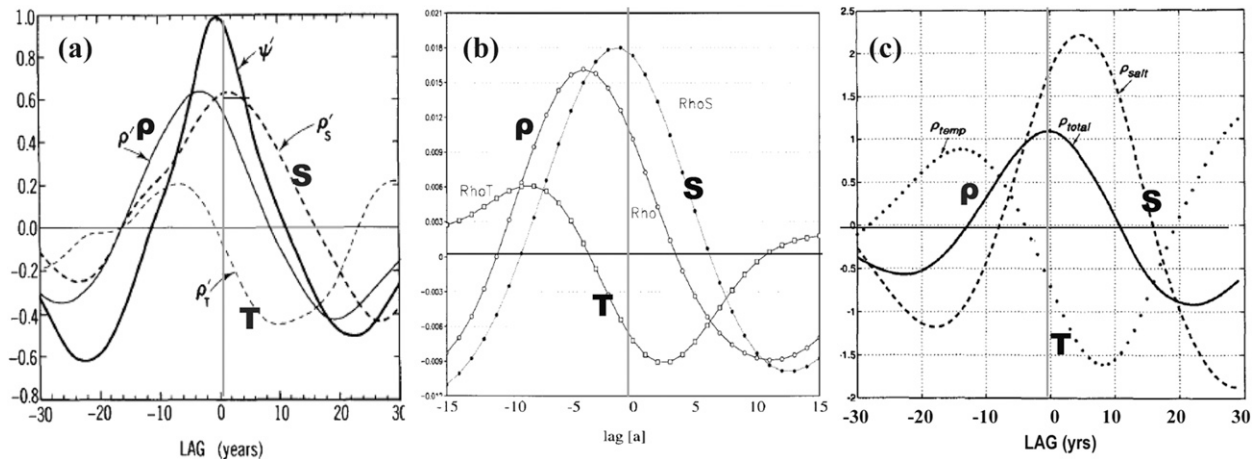 (a)
1.0
0.8
0.6
0.4
0.2
0.0
-0.2
-0.4
-0.6
0.8
ψ′
ρ′ ρ
ρ′S
S
ρ′T
T
-30 -20 -10 0 10 20 30
LAG (years)
(b)
0.021
0.018
0.015
0.012
0.009
0.006
0.003
0
-0.003
-0.006
-0.009
ρ
RhoS
S
RhoT
Rho
T
-15 -10 -5 0 5 10 15
lag [a]
(c)
2.5
2
1.5
1
0.5
0
-0.5
-1
-1.5
-2
ρsalt
ρtemp
ρtotal
ρ
S
T
-30 -20 -10 0 10 20 30
LAG (yrs)